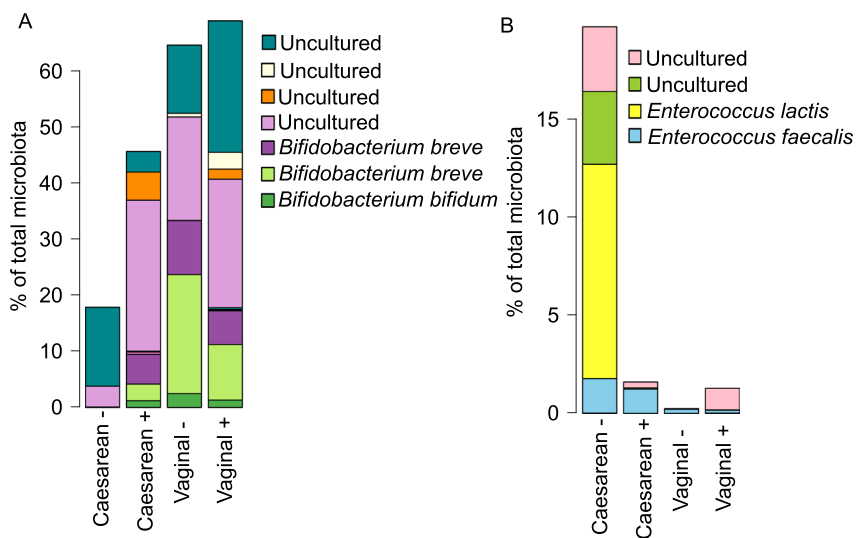 A
% of total microbiota
60
50
40
30
20
10
0
Caesarean -
Caesarean +
Vaginal -
Vaginal +
Uncultured
Uncultured
Uncultured
Uncultured
Bifidobacterium breve
Bifidobacterium breve
Bifidobacterium bifidum
B
% of total microbiota
15
10
5
0
Caesarean -
Caesarean +
Vaginal -
Vaginal +
Uncultured
Uncultured
Enterococcus lactis
Enterococcus faecalis